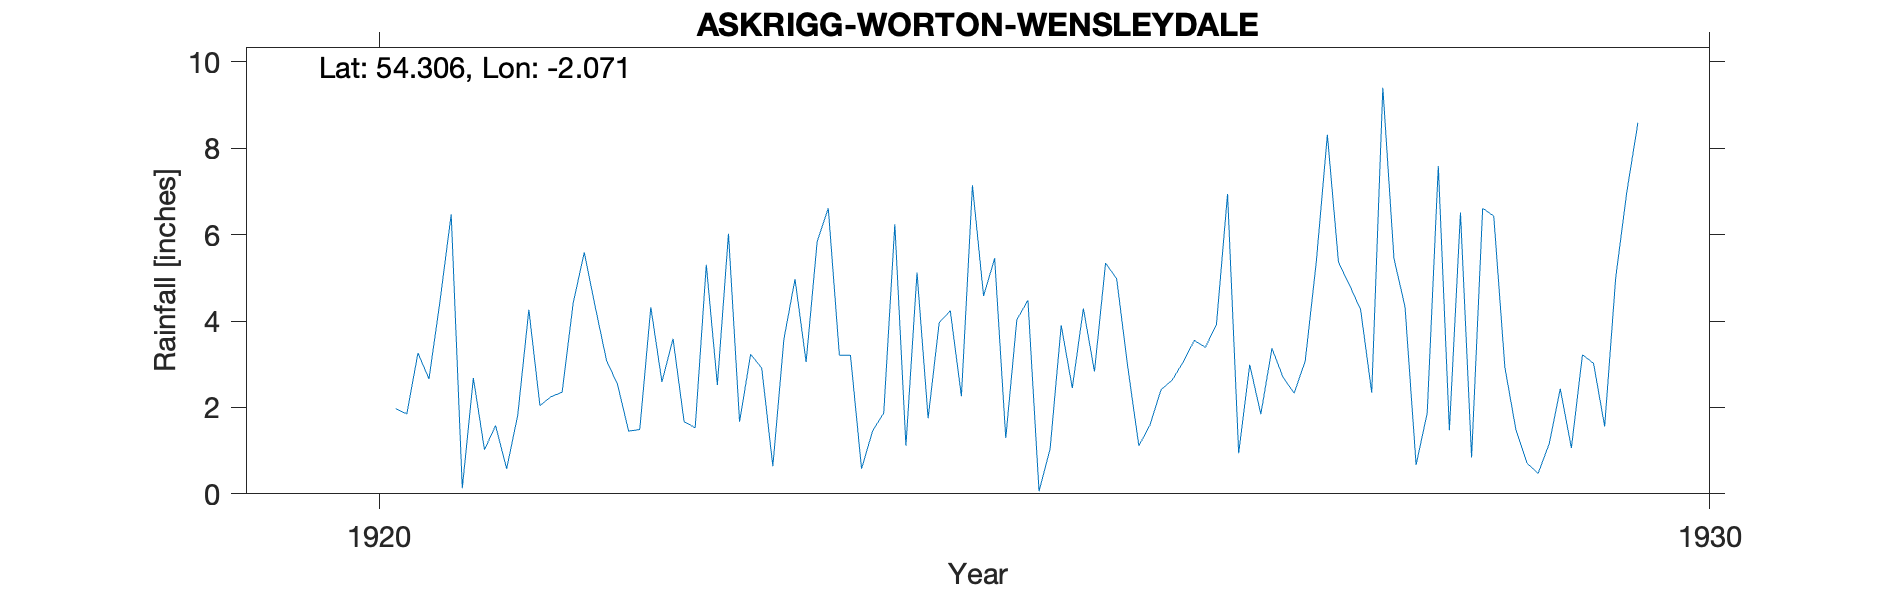 ASKRIGG-WORTON-WENSLEYDALE
Lat: 54.306, Lon: -2.071
10
8
6
4
2
0
Rainfall [inches]
1920
1930
Year